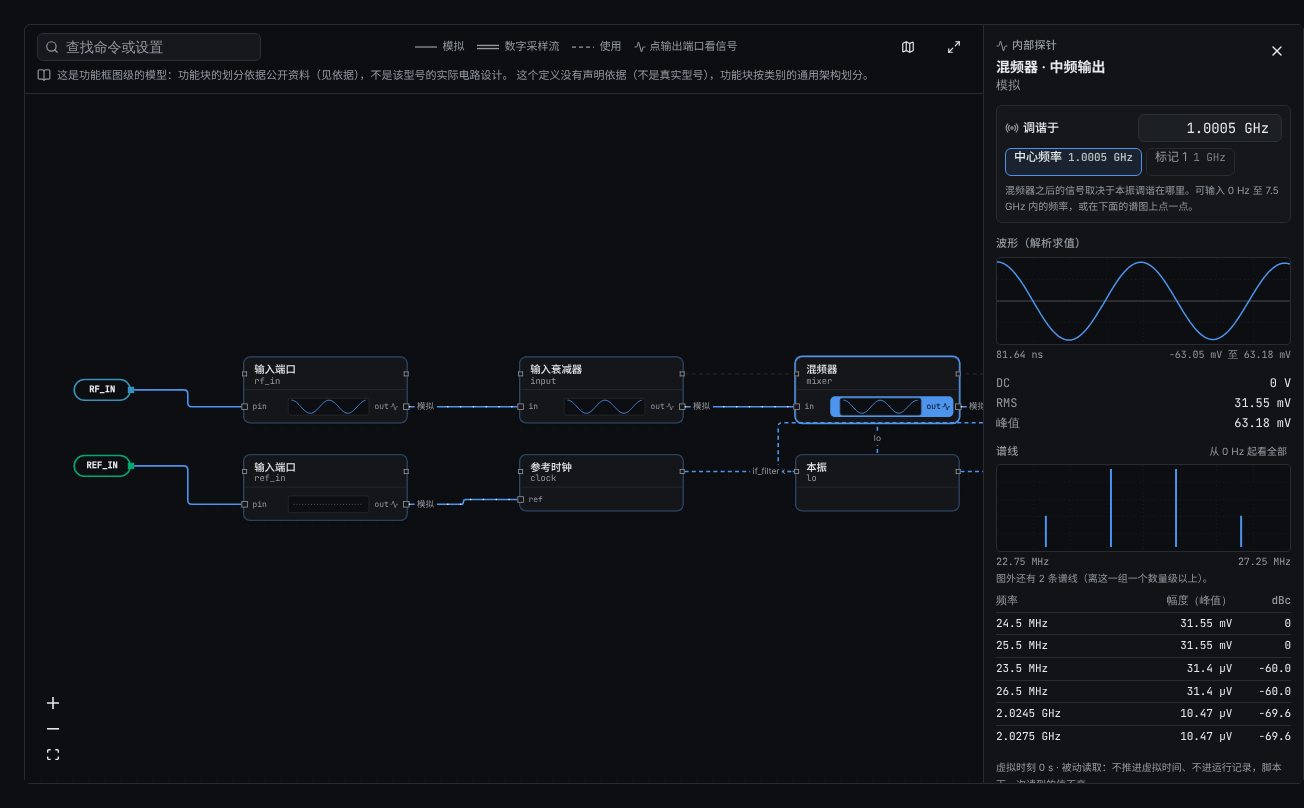 查找命令或设置
模拟 数字采样流 使用 点输出端口看信号
这是功能框图级的模型：功能块的划分依据公开资料（见依据），不是该型号的实际电路设计。 这个定义没有声明依据（不是真实型号），功能块按类别的通用架构划分。
RF_IN
输入端口
rf_in
pin out
模拟
输入衰减器
input
in out
模拟
混频器
mixer
in out
模拟
lo
REF_IN
输入端口
ref_in
pin out
模拟
参考时钟
clock
ref
if_filter
本振
lo
内部探针
混频器 · 中频输出
模拟
调谐于 1.0005 GHz
中心频率 1.0005 GHz 标记 1 1 GHz
混频器之后的信号取决于本振调谐在哪里。可输入 0 Hz 至 7.5
GHz 内的频率，或在下面的谱图上点一点。
波形（解析求值）
81.64 ns -63.05 mV 至 63.18 mV
DC 0 V
RMS 31.55 mV
峰值 63.18 mV
谱线 从 0 Hz 起看全部
22.75 MHz 27.25 MHz
图外还有 2 条谱线（离这一组一个数量级以上）。
频率 幅度（峰值） dBc
24.5 MHz 31.55 mV 0
25.5 MHz 31.55 mV 0
23.5 MHz 31.4 µV -60.0
26.5 MHz 31.4 µV -60.0
2.0245 GHz 10.47 µV -69.6
2.0275 GHz 10.47 µV -69.6
虚拟时刻 0 s · 被动读取：不推进虚拟时间、不进运行记录，脚本